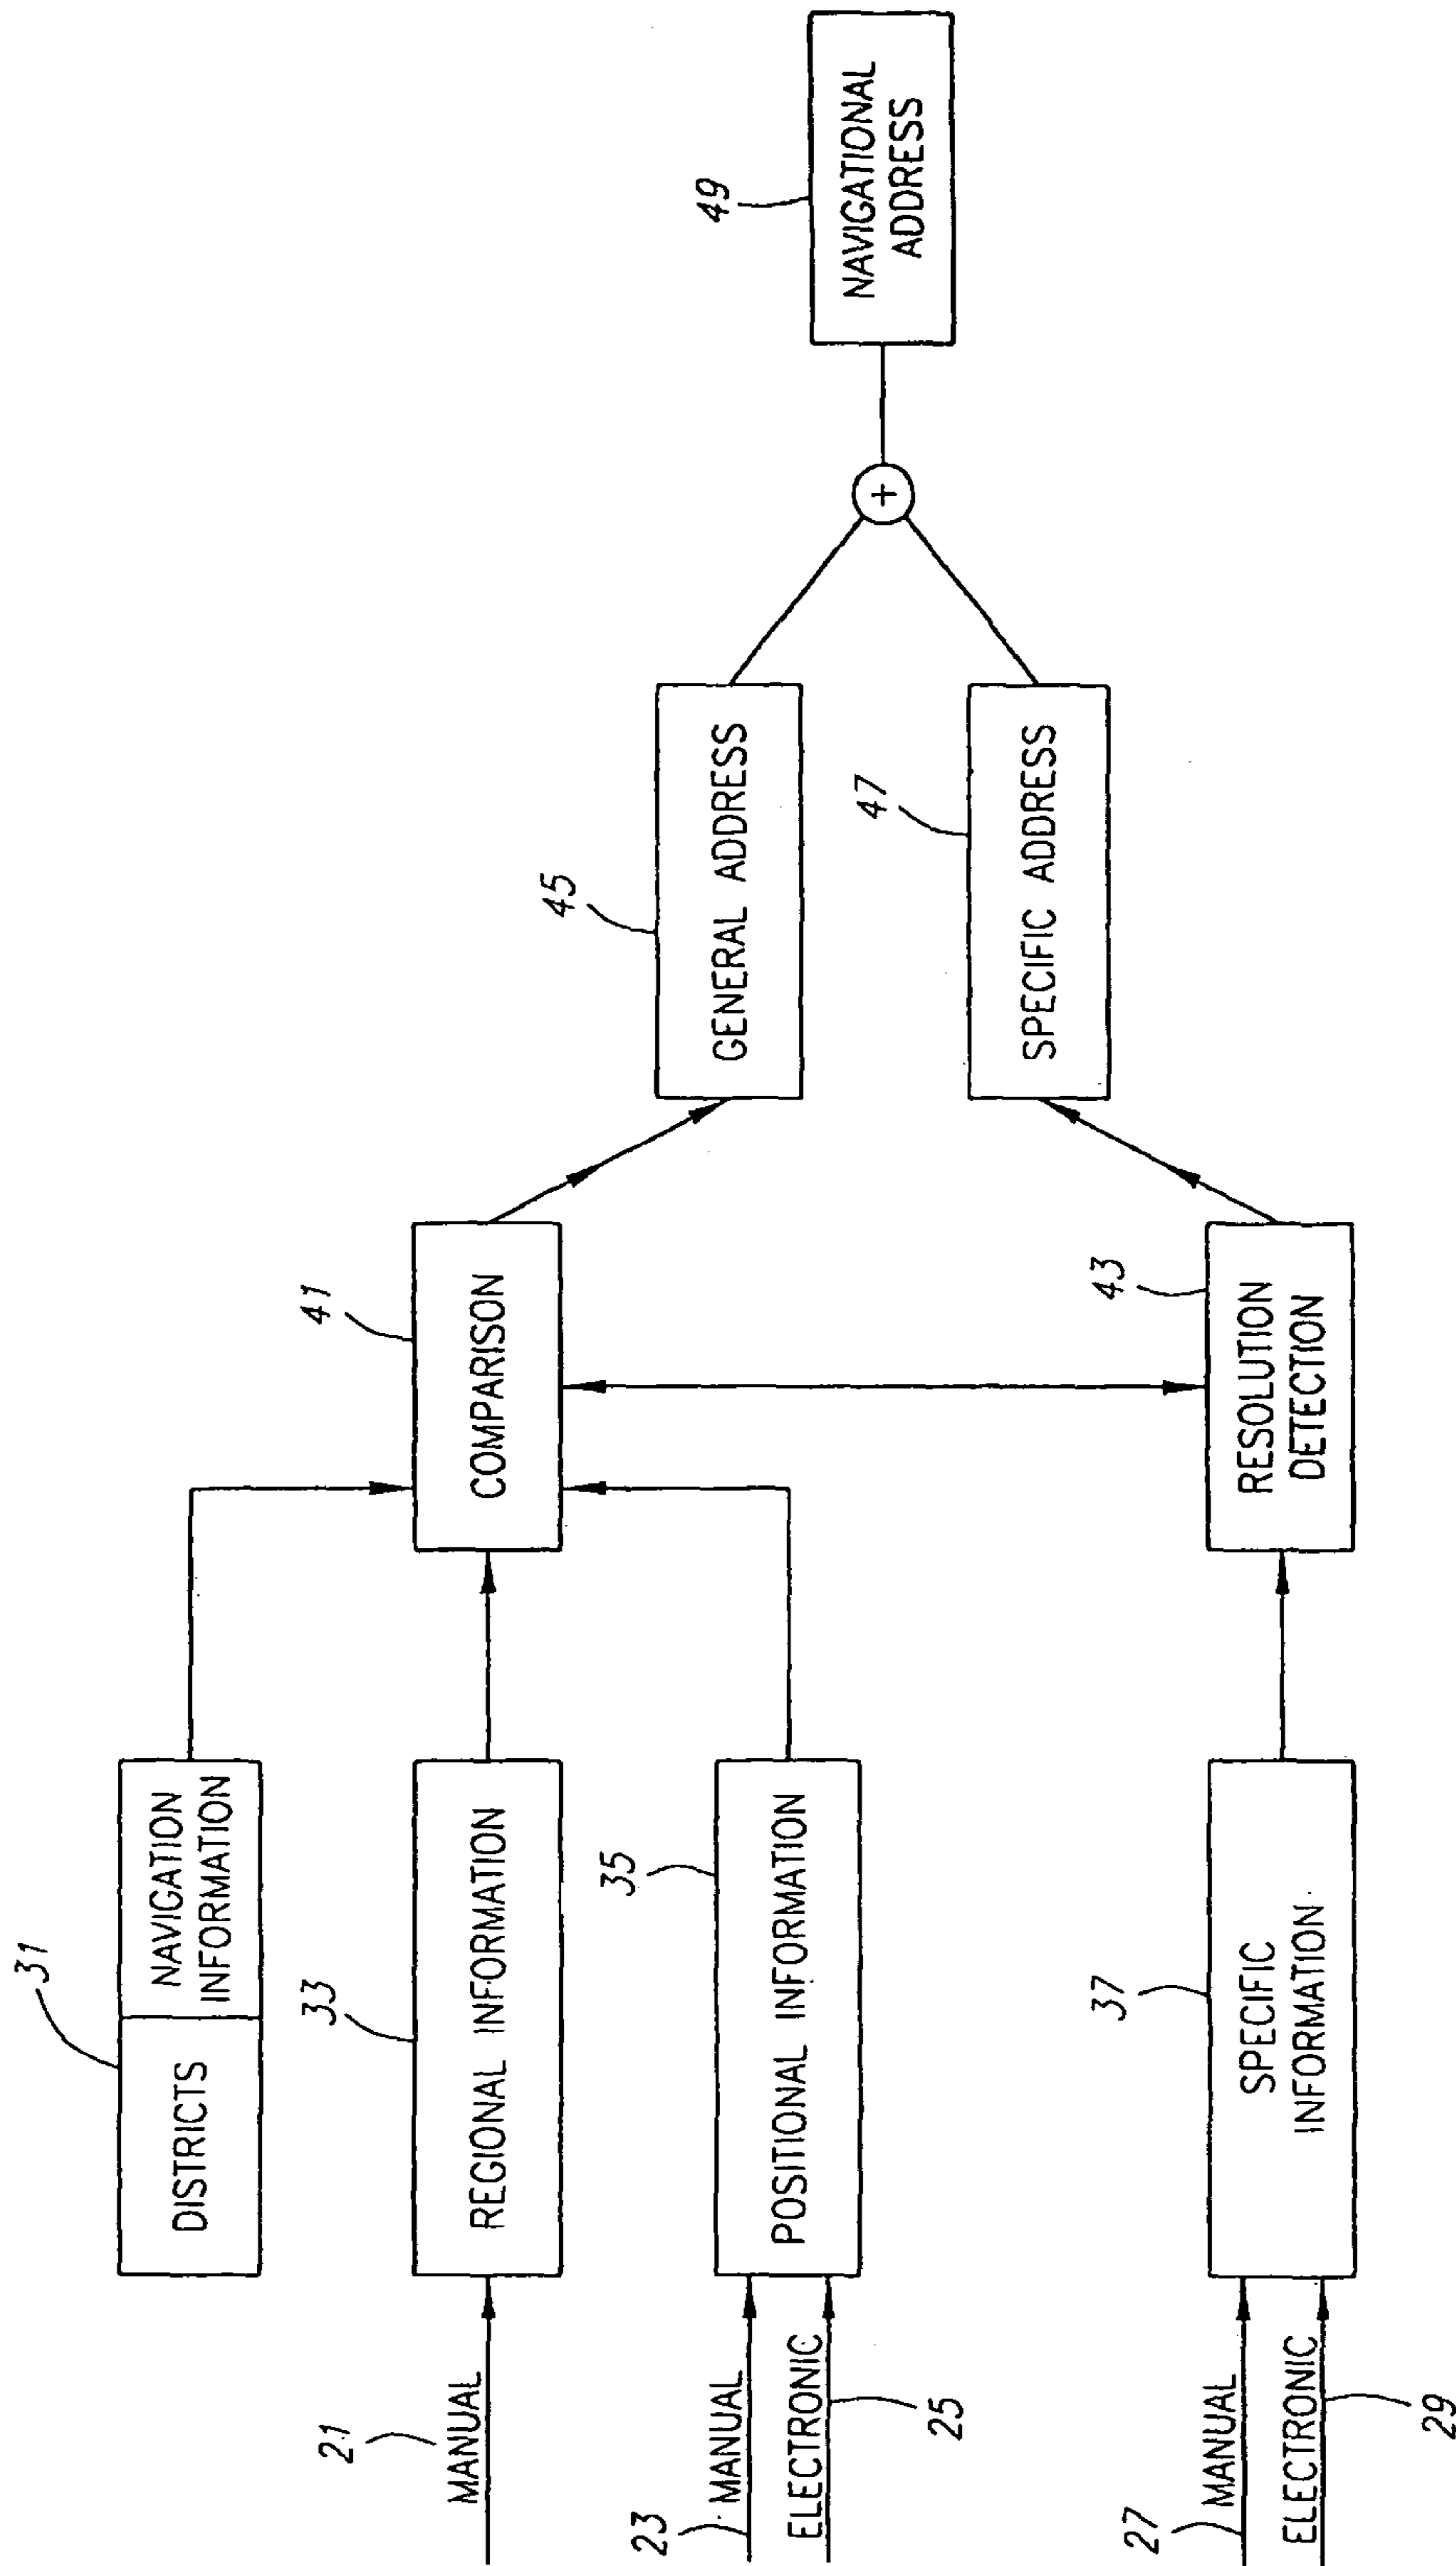 31
DISTRICTS
NAVIGATION
INFORMATION
21
MANUAL
33
REGIONAL INFORMATION
41
COMPARISON
23
MANUAL
ELECTRONIC
25
35
POSITIONAL INFORMATION
45
GENERAL ADDRESS
49
NAVIGATIONAL
ADDRESS
+
47
SPECIFIC ADDRESS
27
MANUAL
ELECTRONIC
29
37
SPECIFIC
INFORMATION
43
RESOLUTION
DETECTION